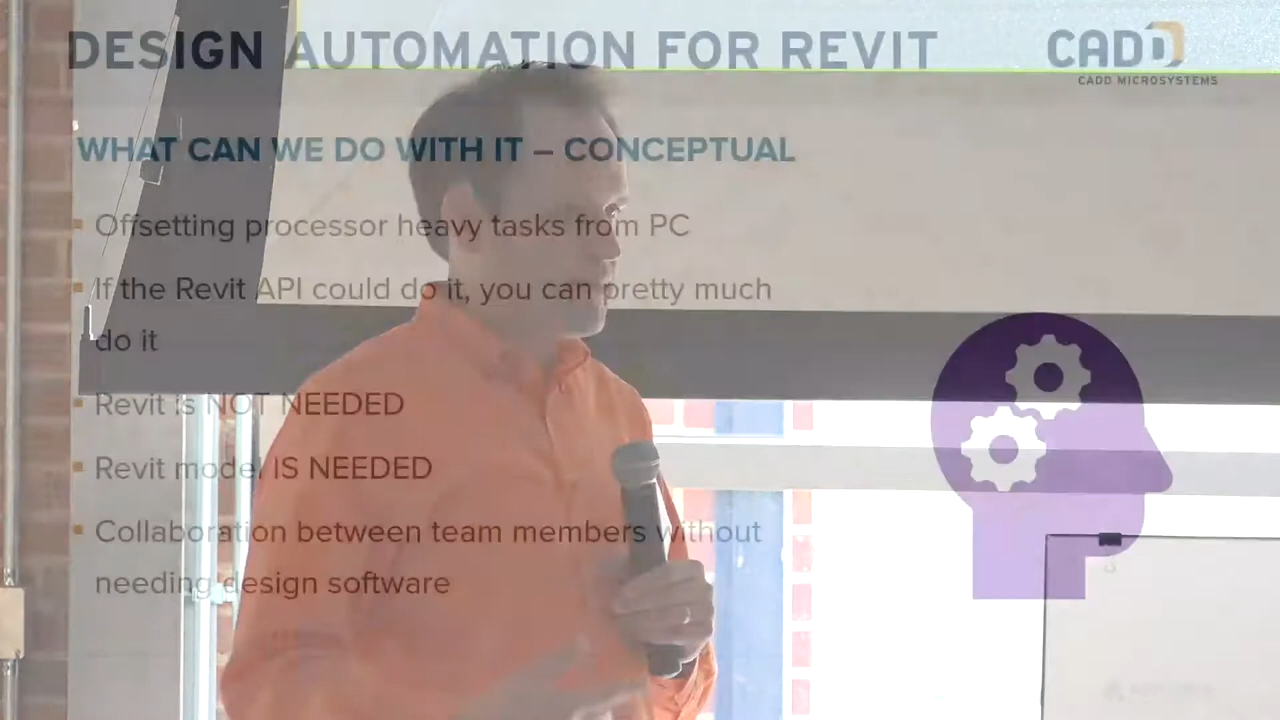 DESIGN AUTOMATION FOR REVIT
CADD
CADD MICROSYSTEMS
WHAT CAN WE DO WITH IT – CONCEPTUAL
Offsetting processor heavy tasks from PC
If the Revit API could do it, you can pretty much
do it
Revit is NOT NEEDED
Revit model IS NEEDED
Collaboration between team members without
needing design software